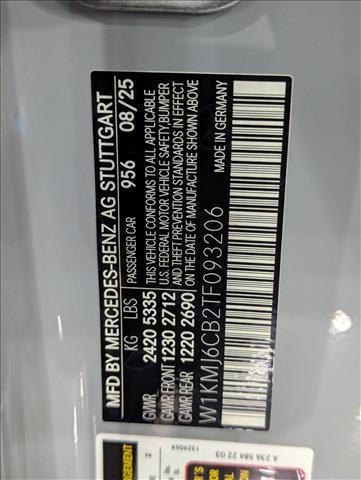 MFD BY MERCEDES-BENZ AG STUTTGART
PASSENGER CAR 956 08/25
KG LBS
GVWR 2420 5335
GAWR FRONT 1230 2712
GAWR REAR 1220 2690
THIS VEHICLE CONFORMS TO ALL APPLICABLE
U.S. FEDERAL MOTOR VEHICLE SAFETY, BUMPER
AND THEFT PREVENTION STANDARDS IN EFFECT
ON THE DATE OF MANUFACTURE SHOWN ABOVE
MADE IN GERMANY
W1KMJ6CB2TF093206
A 236 584 22 03
1329059